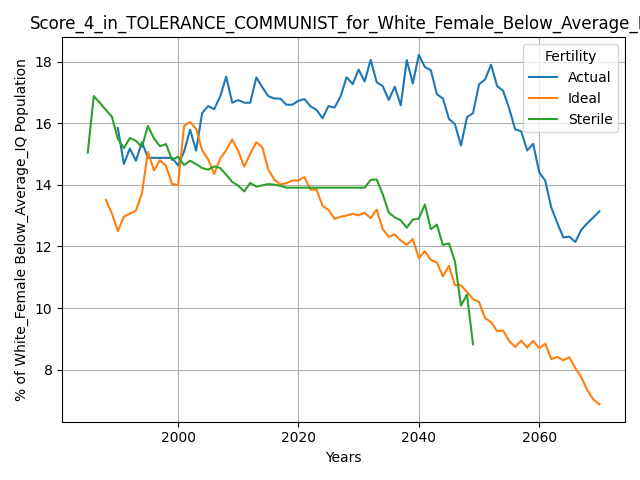 Score_4_in_TOLERANCE_COMMUNIST_for_White_Female_Below_Average_
Fertility
Actual
Ideal
Sterile
% of White_Female Below_Average_IQ Population
18
16
14
12
10
8
2000 2020 2040 2060
Years